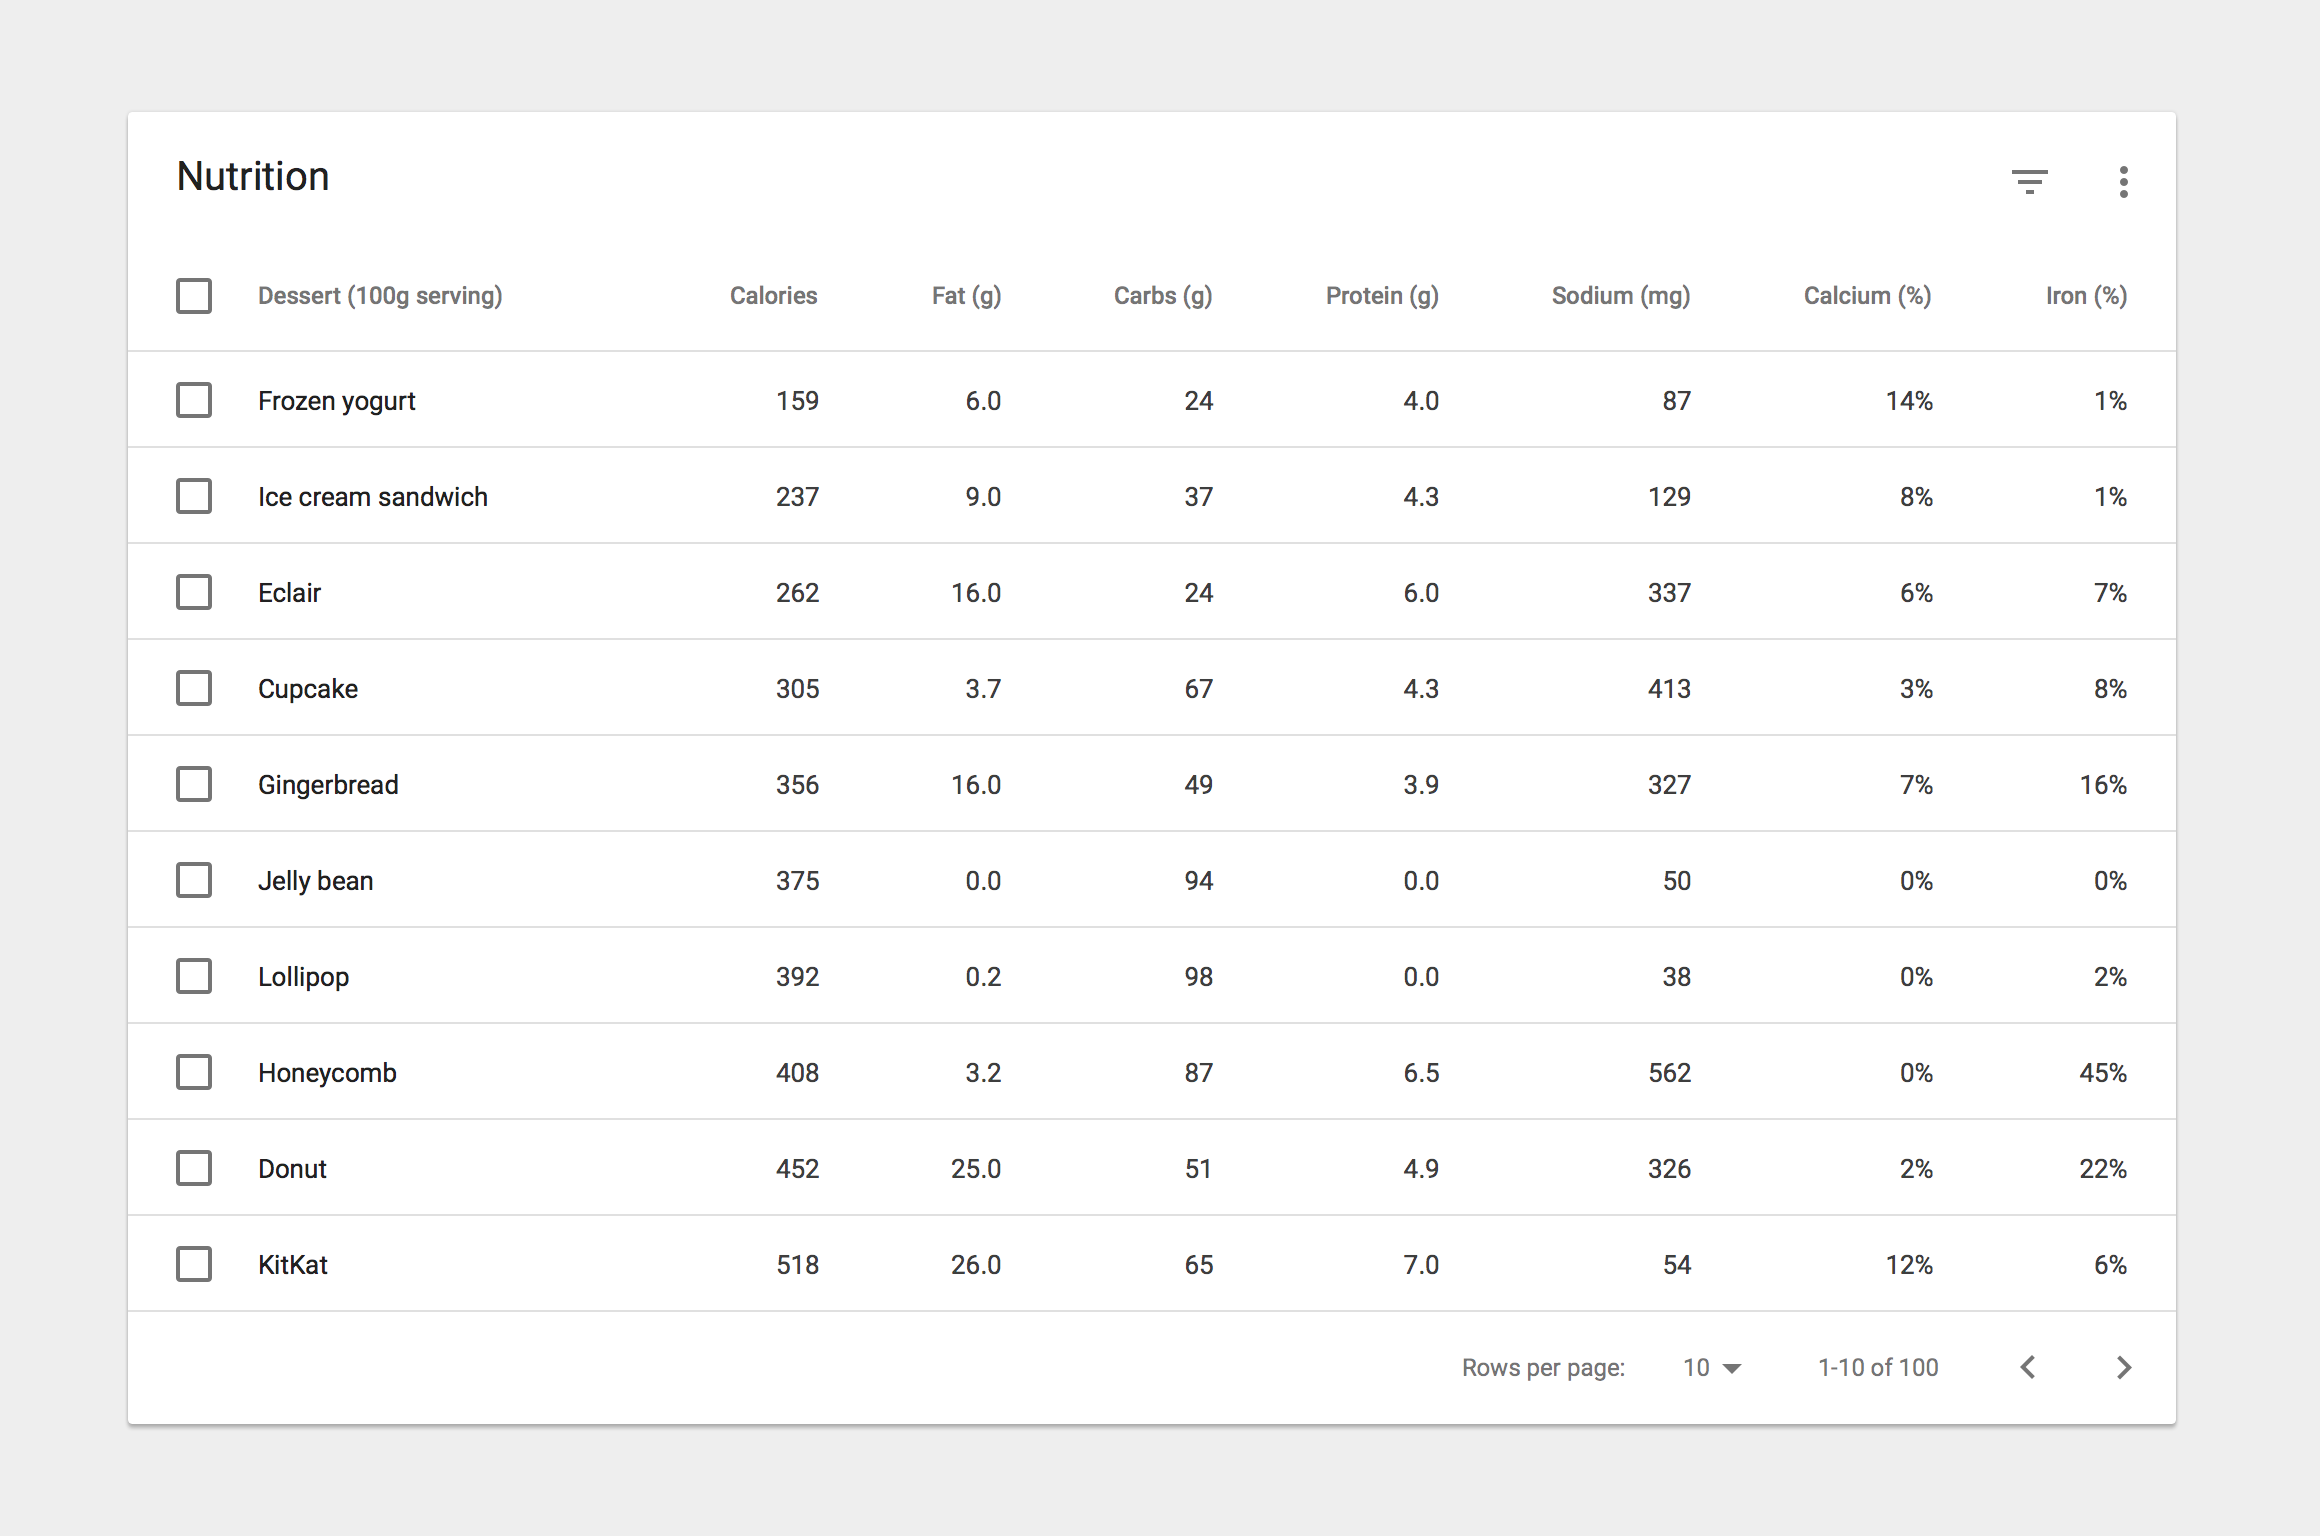 Nutrition
Dessert (100g serving) Calories Fat (g) Carbs (g) Protein (g) Sodium (mg) Calcium (%) Iron (%)
Frozen yogurt 159 6.0 24 4.0 87 14% 1%
Ice cream sandwich 237 9.0 37 4.3 129 8% 1%
Eclair 262 16.0 24 6.0 337 6% 7%
Cupcake 305 3.7 67 4.3 413 3% 8%
Gingerbread 356 16.0 49 3.9 327 7% 16%
Jelly bean 375 0.0 94 0.0 50 0% 0%
Lollipop 392 0.2 98 0.0 38 0% 2%
Honeycomb 408 3.2 87 6.5 562 0% 45%
Donut 452 25.0 51 4.9 326 2% 22%
KitKat 518 26.0 65 7.0 54 12% 6%
Rows per page: 10 1-10 of 100